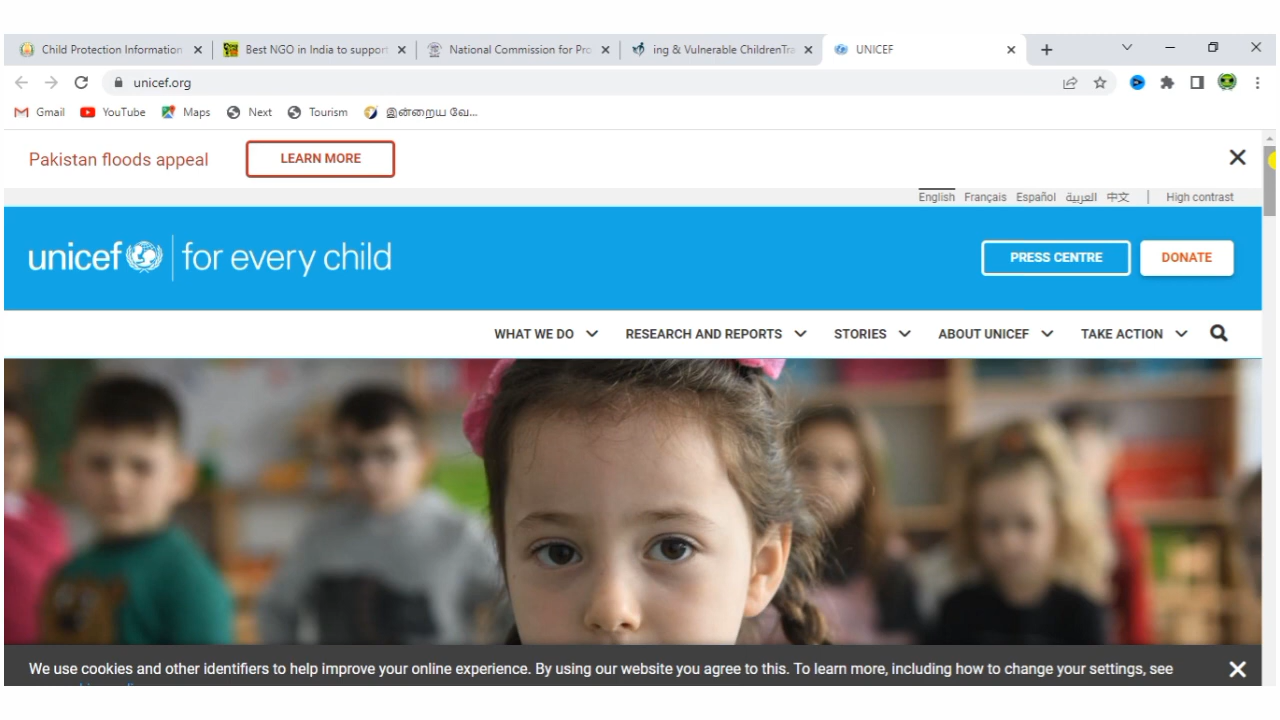 Child Protection Information
Best NGO in India to support
National Commission for Pro
ing & Vulnerable ChildrenTra
UNICEF
unicef.org
Gmail YouTube Maps Next Tourism இன்றைய வே...
Pakistan floods appeal LEARN MORE
English Français Español العربية 中文 | High contrast
unicef for every child PRESS CENTRE DONATE
WHAT WE DO RESEARCH AND REPORTS STORIES ABOUT UNICEF TAKE ACTION
We use cookies and other identifiers to help improve your online experience. By using our website you agree to this. To learn more, including how to change your settings, see